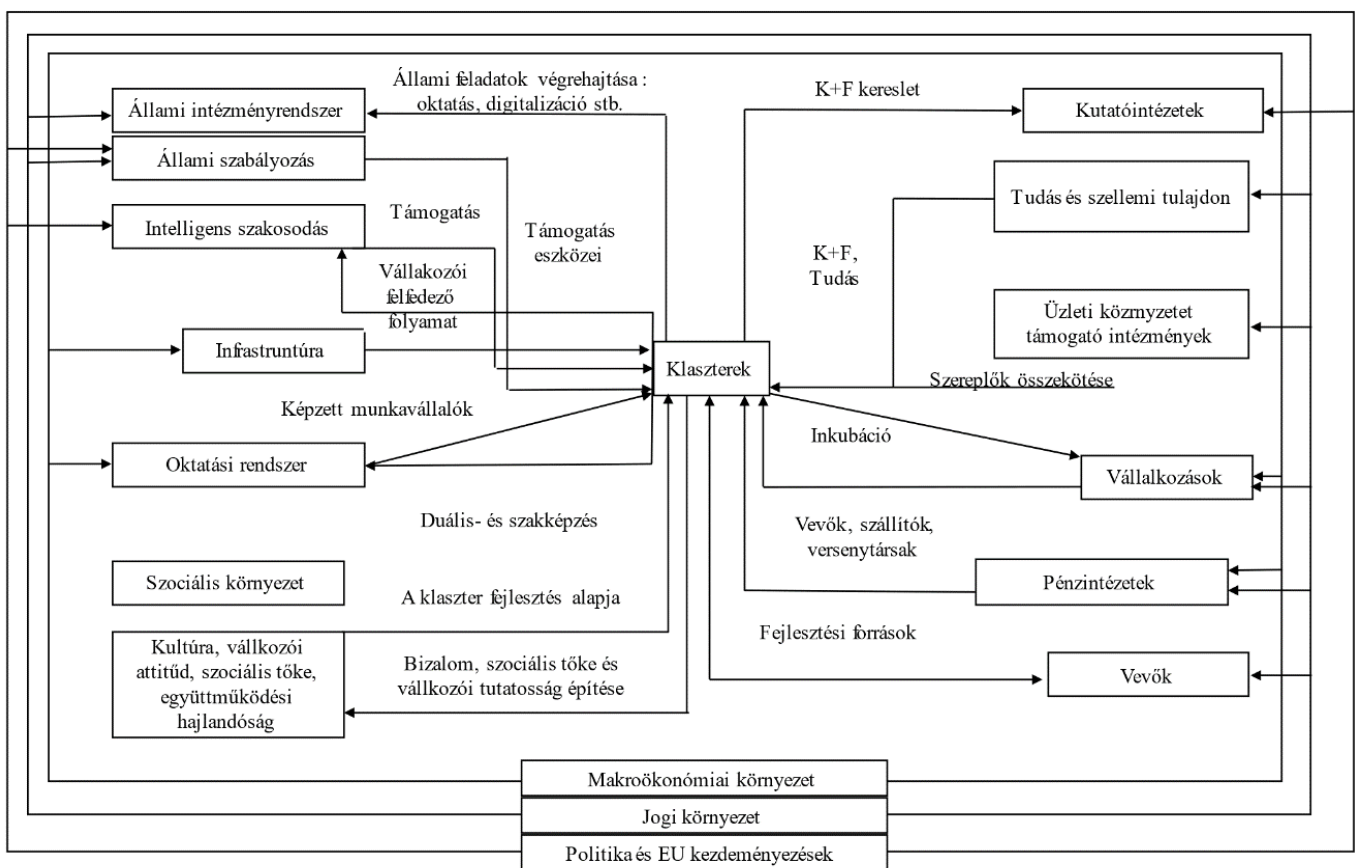 Állami feladatok végrehajtása :
oktatás, digitalizáció stb.
K+F kereslet
Állami intézményrendszer
Kutatóintézetek
Állami szabályozás
Tudás és szellemi tulajdon
Intelligens szakosodás
Támogatás
Támogatás
eszközei
K+F,
Tudás
Vállakozói
felfedező
folyamat
Üzleti közrnyzetet
támogató intézmények
Infrastruntúra
Klaszterek
Szereplők összekötése
Képzett munkavállalók
Inkubáció
Oktatási rendszer
Vállalkozások
Duális- és szakképzés
Vevők, szállítók,
versenytársak
Szociális környezet
Pénzintézetek
A klaszter fejlesztés alapja
Fejlesztési források
Kultúra, vállkozói
attitűd, szociális tőke,
együttműködési
hajlandóság
Bizalom, szociális tőke és
vállkozói tutatosság építése
Vevők
Makroökonómiai környezet
Jogi környezet
Politika és EU kezdeményezések